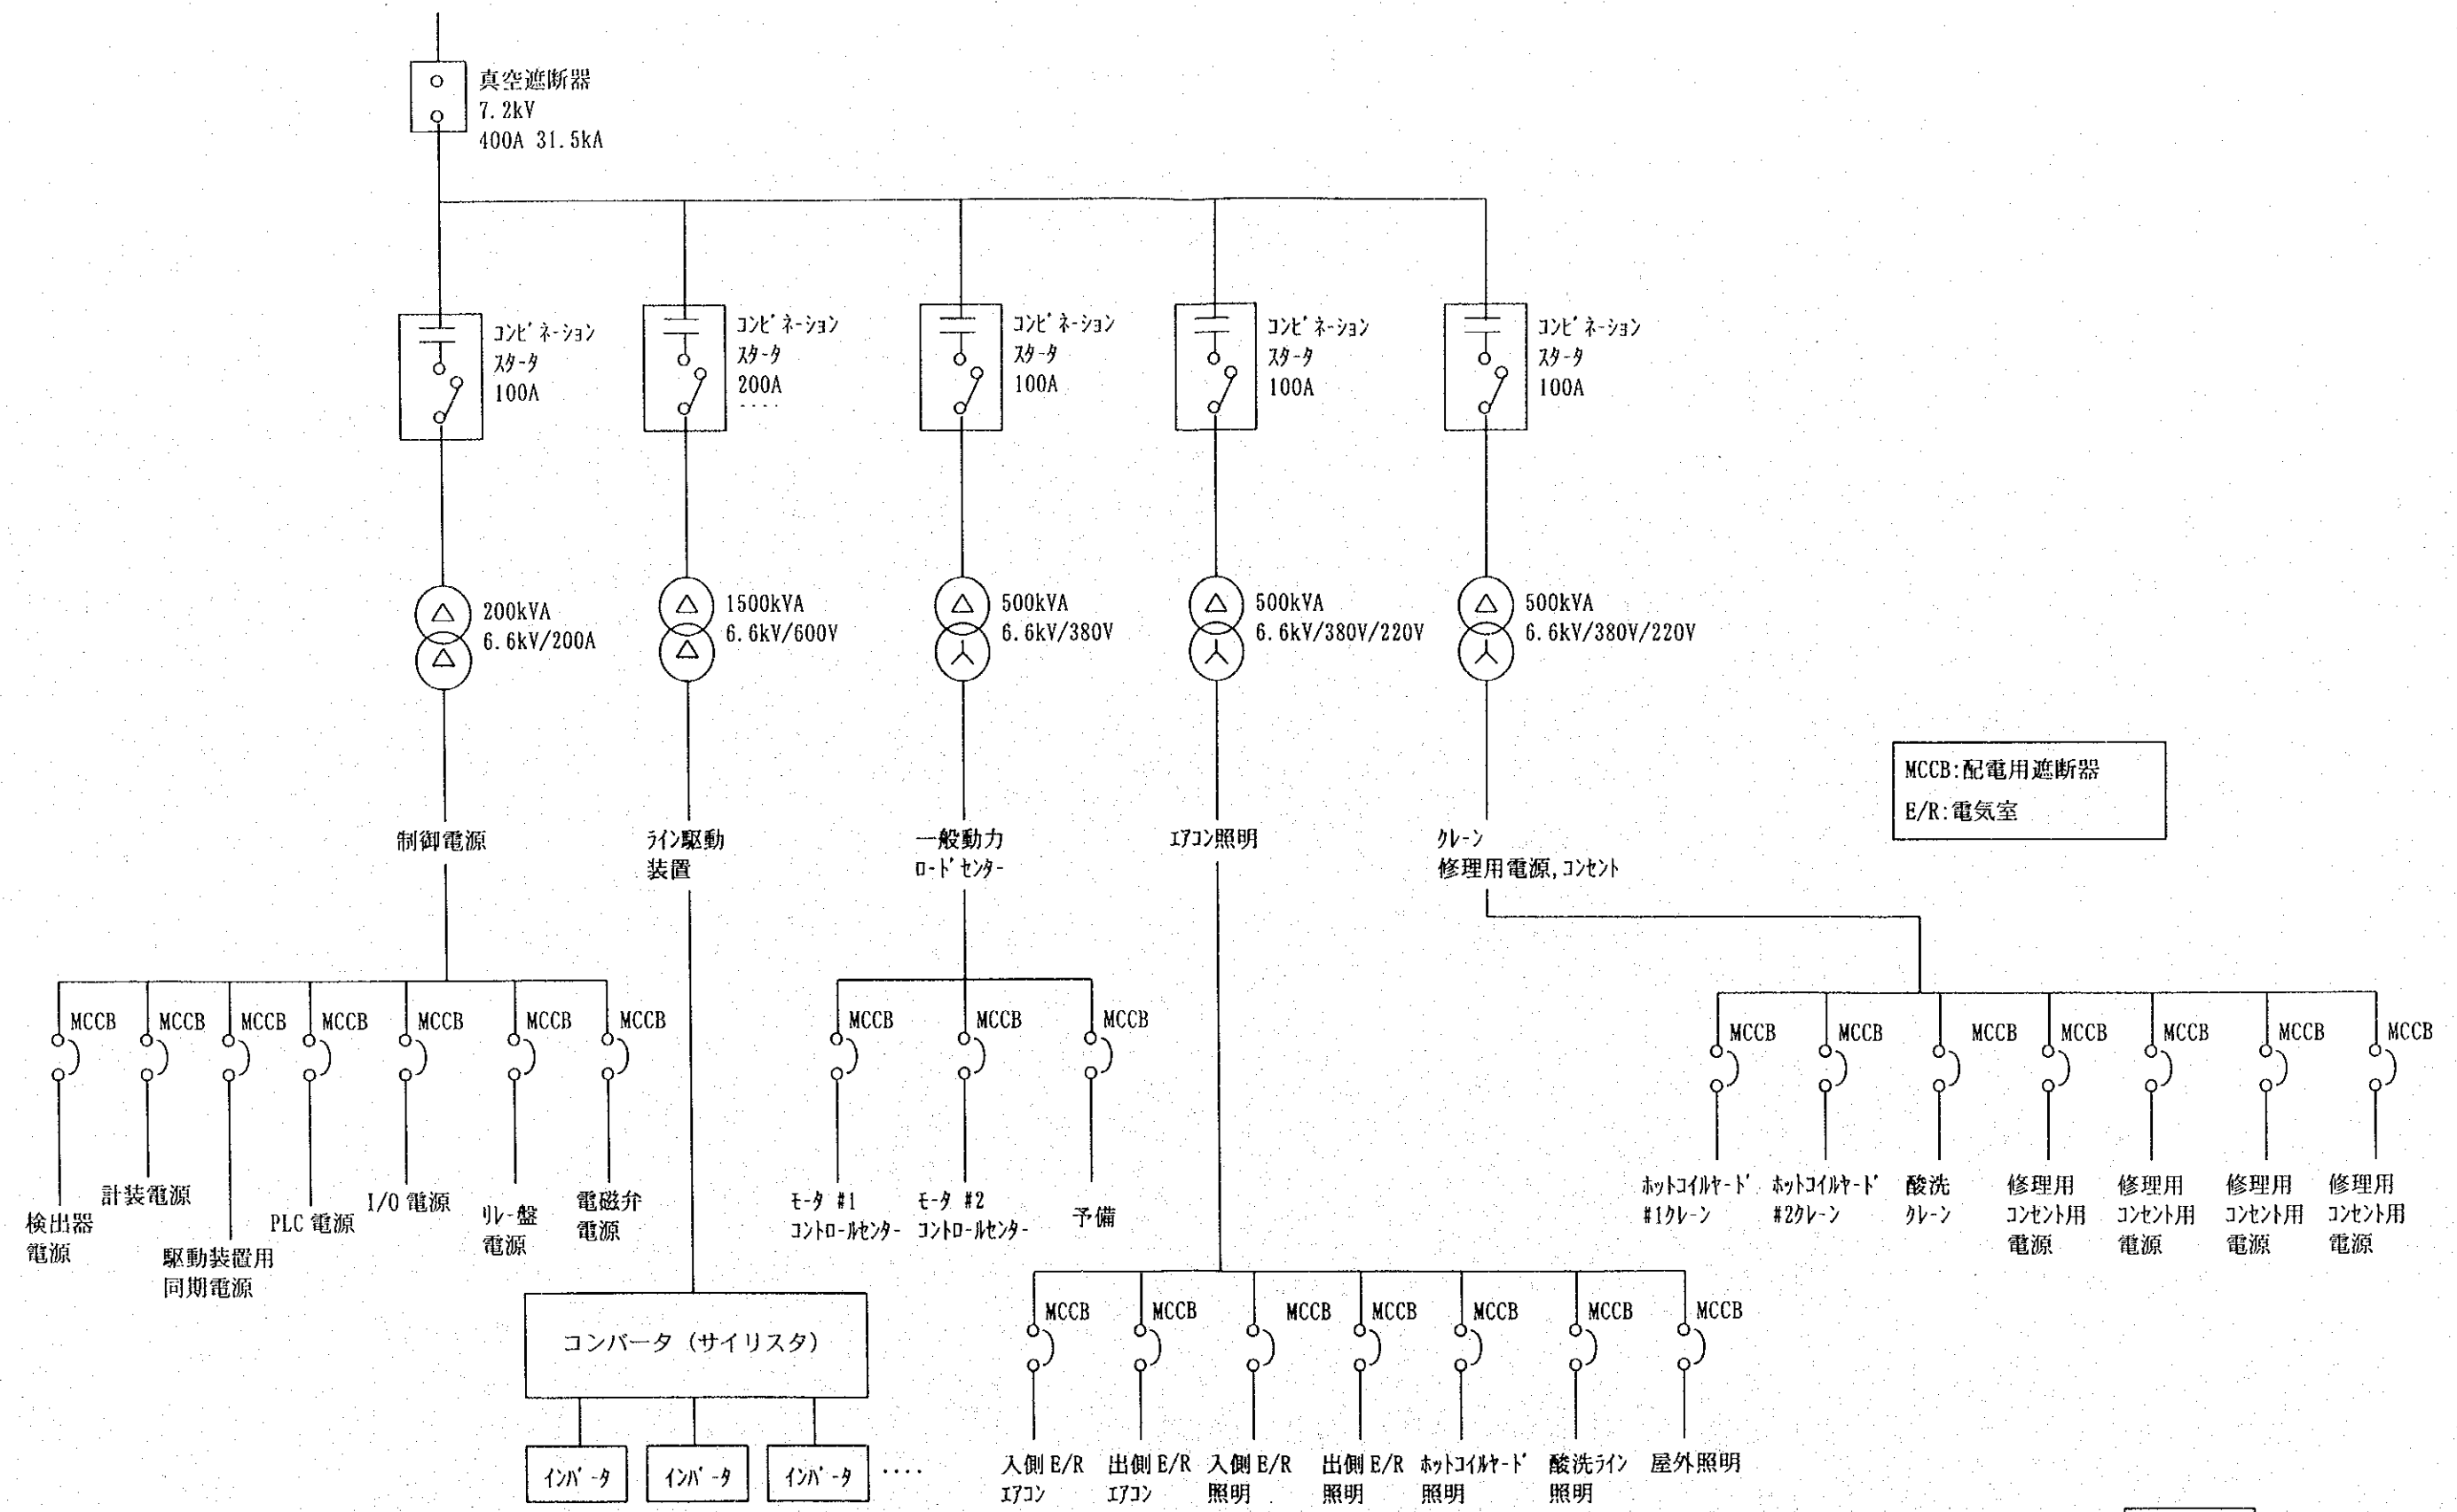 真空遮断器
7.2kV
400A 31.5kA
ｺﾝﾋﾞﾈｰｼｮﾝ
ｽﾀｰﾀ
100A
ｺﾝﾋﾞﾈｰｼｮﾝ
ｽﾀｰﾀ
200A
ｺﾝﾋﾞﾈｰｼｮﾝ
ｽﾀｰﾀ
100A
ｺﾝﾋﾞﾈｰｼｮﾝ
ｽﾀｰﾀ
100A
ｺﾝﾋﾞﾈｰｼｮﾝ
ｽﾀｰﾀ
100A
200kVA
6.6kV/200A
1500kVA
6.6kV/600V
500kVA
6.6kV/380V
500kVA
6.6kV/380V/220V
500kVA
6.6kV/380V/220V
MCCB:配電用遮断器
E/R:電気室
制御電源
ﾗｲﾝ駆動
装置
一般動力
ﾛｰﾄﾞｾﾝﾀｰ
ｴｱｺﾝ照明
ｸﾚｰﾝ
修理用電源,ｺﾝｾﾝﾄ
MCCB
MCCB
MCCB
MCCB
MCCB
MCCB
MCCB
検出器
電源
計装電源
駆動装置用
同期電源
PLC 電源
I/O 電源
ﾘﾚｰ盤
電源
電磁弁
電源
MCCB
MCCB
MCCB
ﾓｰﾀ #1
ｺﾝﾄﾛｰﾙｾﾝﾀｰ
ﾓｰﾀ #2
ｺﾝﾄﾛｰﾙｾﾝﾀｰ
予備
MCCB
MCCB
MCCB
MCCB
MCCB
MCCB
MCCB
ﾎｯﾄｺｲﾙﾔｰﾄﾞ
#1ｸﾚｰﾝ
ﾎｯﾄｺｲﾙﾔｰﾄﾞ
#2ｸﾚｰﾝ
酸洗
ｸﾚｰﾝ
修理用
ｺﾝｾﾝﾄ用
電源
修理用
ｺﾝｾﾝﾄ用
電源
修理用
ｺﾝｾﾝﾄ用
電源
修理用
ｺﾝｾﾝﾄ用
電源
コンバータ（サイリスタ）
ｲﾝﾊﾞｰﾀ
ｲﾝﾊﾞｰﾀ
ｲﾝﾊﾞｰﾀ
‥‥
MCCB
MCCB
MCCB
MCCB
MCCB
MCCB
MCCB
入側 E/R
ｴｱｺﾝ
出側 E/R
ｴｱｺﾝ
入側 E/R
照明
出側 E/R
照明
ﾎｯﾄｺｲﾙﾔｰﾄﾞ
照明
酸洗ﾗｲﾝ
照明
屋外照明